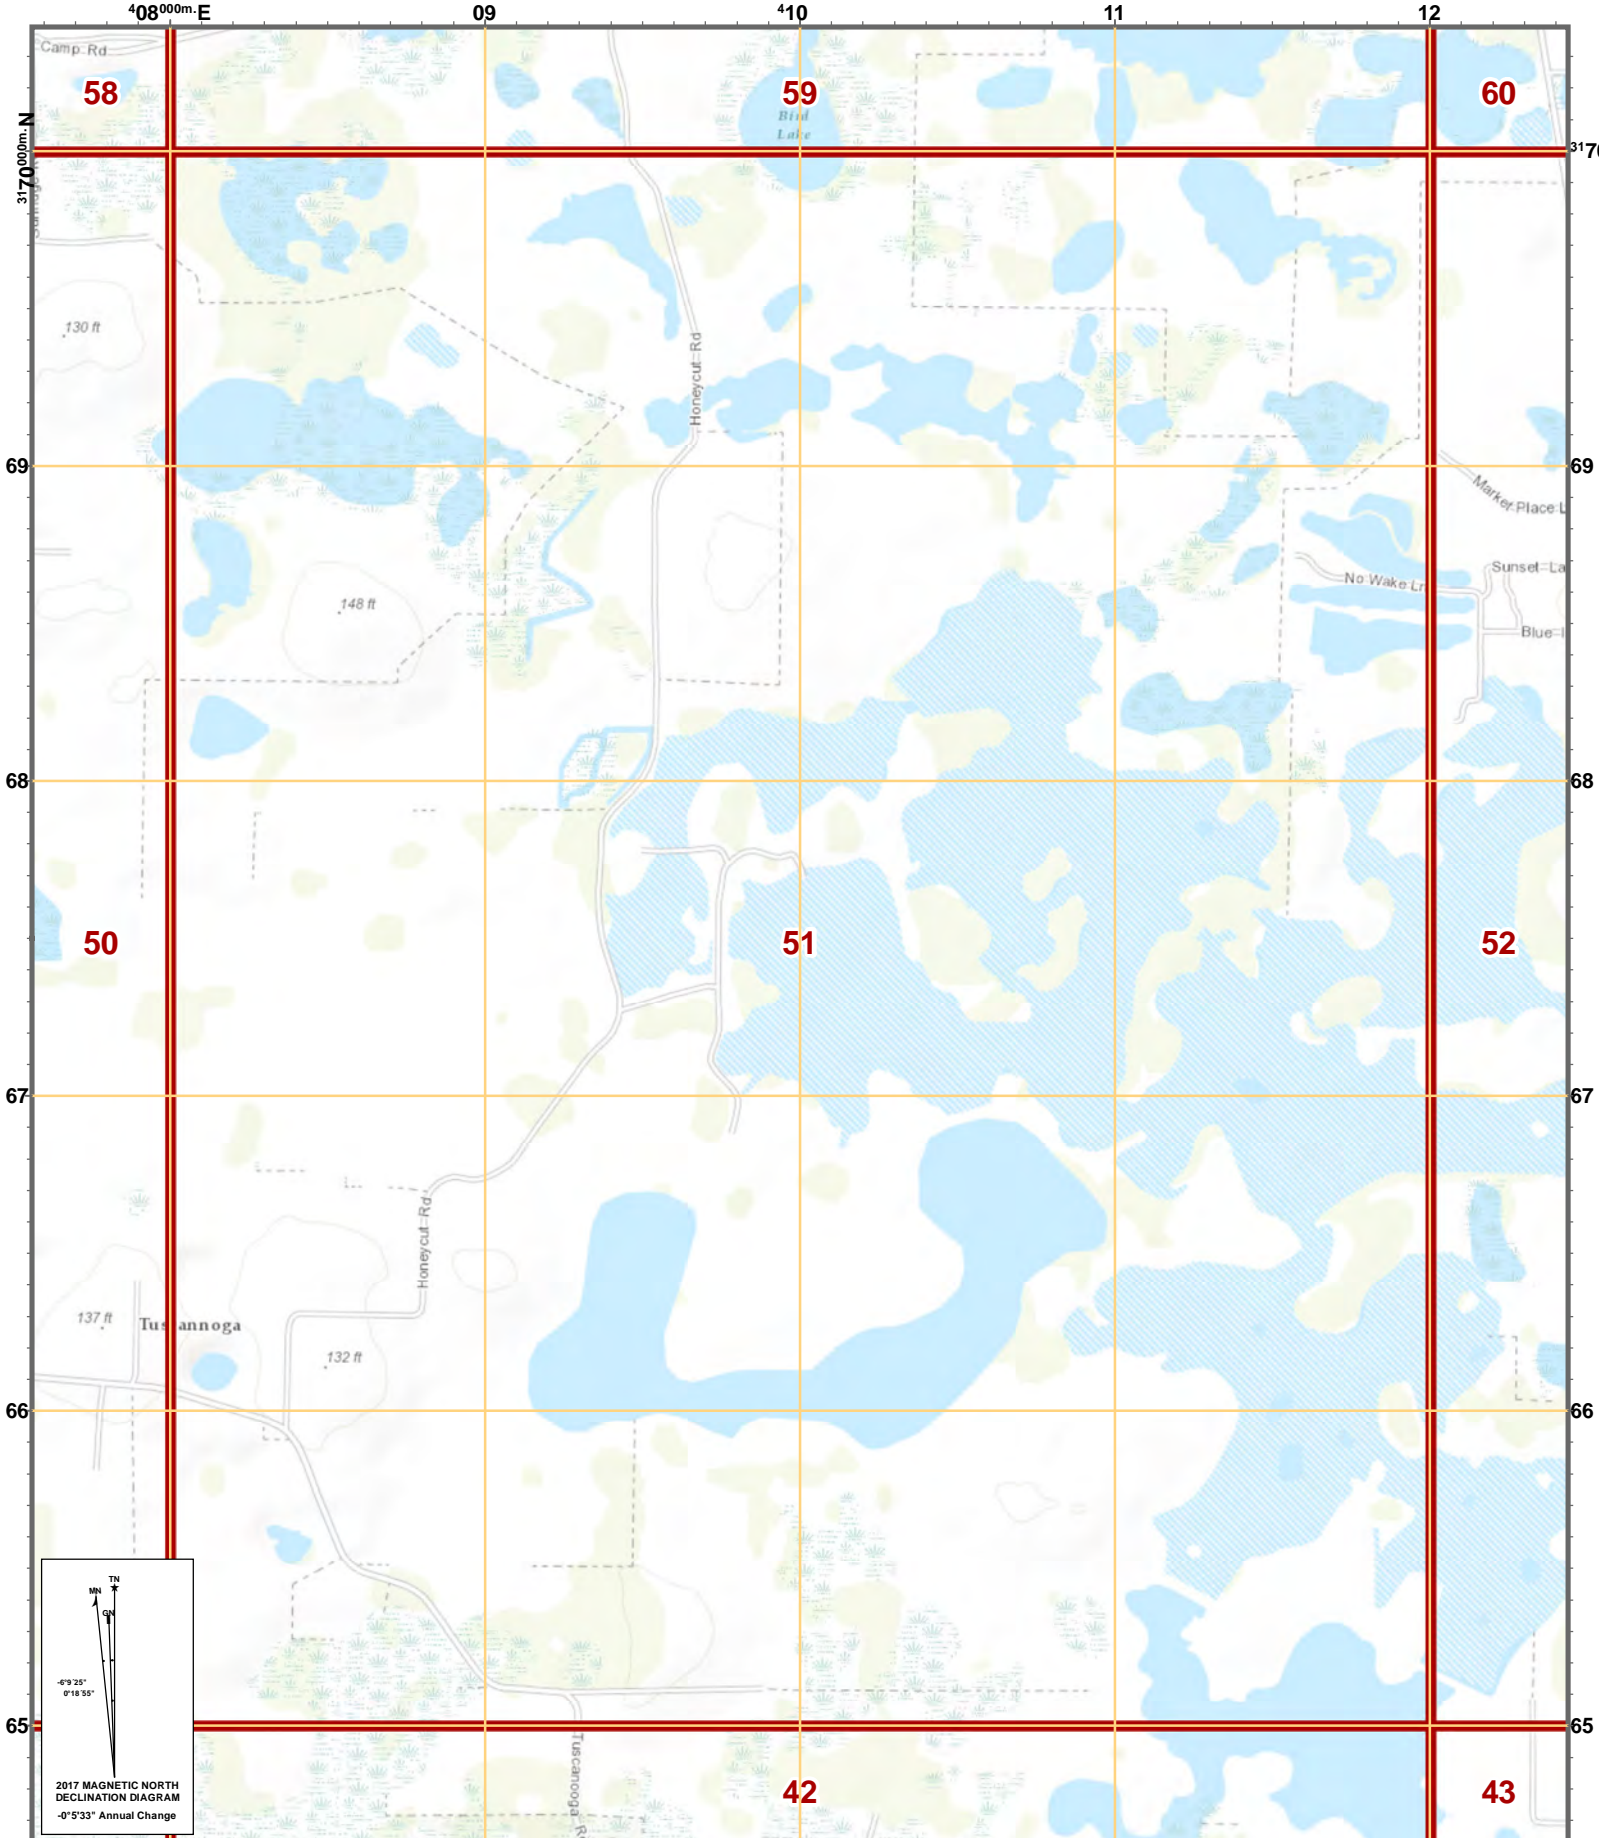 408000m.E
09
410
11
12
Camp Rd
58
59
60
Bird
Lake
3170000m.N
130 ft
Honeycut Rd
69
69
Marker Place L
148 ft
No Wake Ln
Sunset La
Blue I
68
68
50
51
52
67
67
Honeycut Rd
137 ft
Tus annoga
132 ft
66
66
65
65
TN
MN
GN
-6°9'25"
0°18'55"
2017 MAGNETIC NORTH
DECLINATION DIAGRAM
-0°5'33" Annual Change
Tuscanooga R
42
43